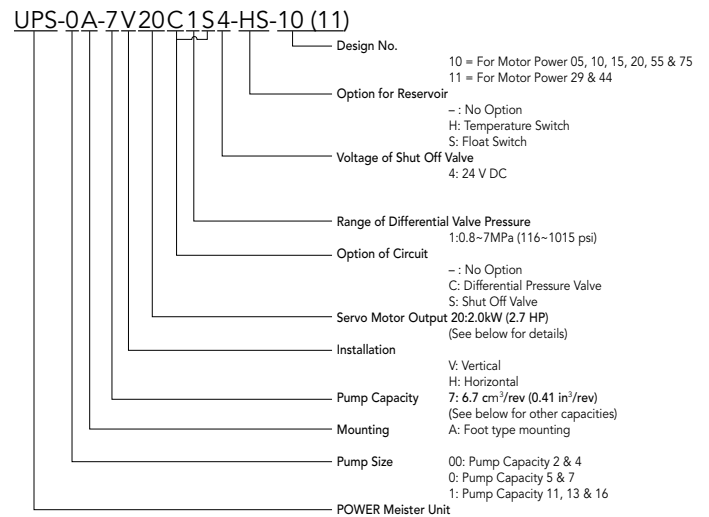 UPS-0A-7V20C1S4-HS-10 (11)
Design No.
10 = For Motor Power 05, 10, 15, 20, 55 & 75
11 = For Motor Power 29 & 44
Option for Reservoir
– : No Option
H: Temperature Switch
S: Float Switch
Voltage of Shut Off Valve
4: 24 V DC
Range of Differential Valve Pressure
1:0.8~7MPa (116~1015 psi)
Option of Circuit
– : No Option
C: Differential Pressure Valve
S: Shut Off Valve
Servo Motor Output 20:2.0kW (2.7 HP)
(See below for details)
Installation
V: Vertical
H: Horizontal
Pump Capacity 7: 6.7 cm³/rev (0.41 in³/rev)
(See below for other capacities)
Mounting A: Foot type mounting
Pump Size 00: Pump Capacity 2 & 4
0: Pump Capacity 5 & 7
1: Pump Capacity 11, 13 & 16
POWER Meister Unit